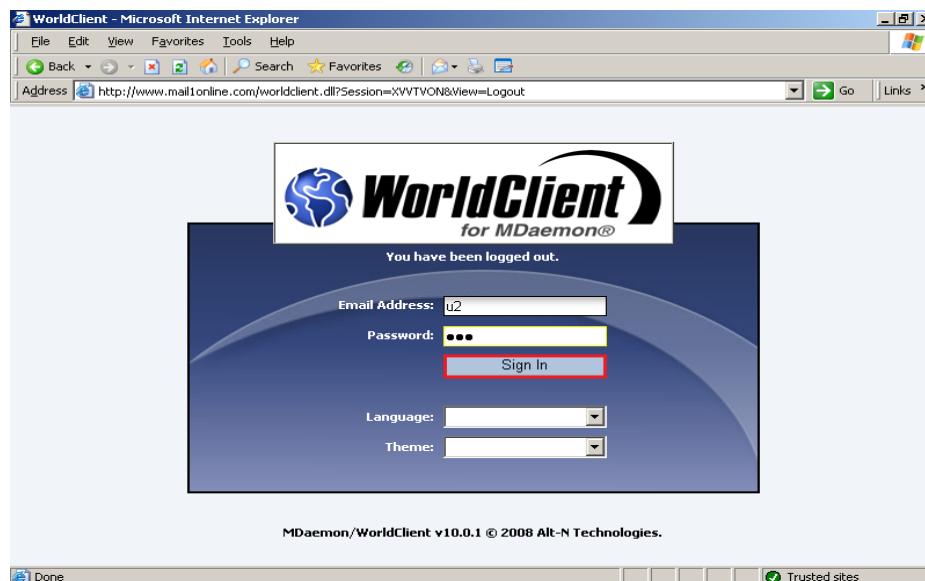 WorldClient - Microsoft Internet Explorer
File Edit View Favorites Tools Help
Back Search Favorites
Address http://www.mail1online.com/worldclient.dll?Session=XVVTVON&View=Logout Go Links
WorldClient
for MDaemon®
You have been logged out.
Email Address: u2
Password: ●●●
Sign In
Language:
Theme:
MDaemon/WorldClient v10.0.1 © 2008 Alt-N Technologies.
Done Trusted sites